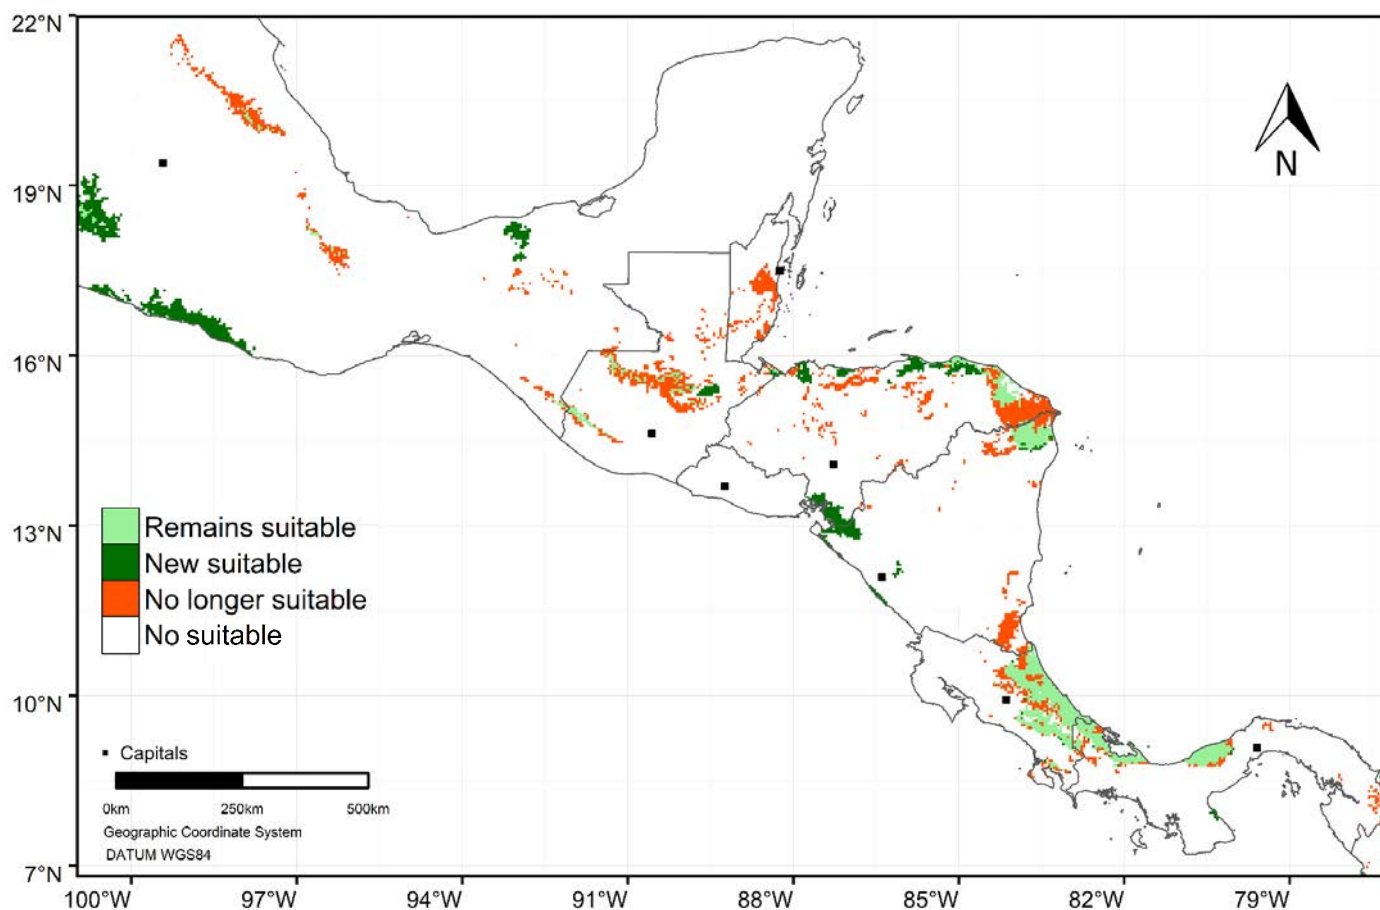 22°N
19°N
16°N
13°N
10°N
7°N
N
Remains suitable
New suitable
No longer suitable
No suitable
Capitals
0km 250km 500km
Geographic Coordinate System
DATUM WGS84
100°W 97°W 94°W 91°W 88°W 85°W 82°W 79°W